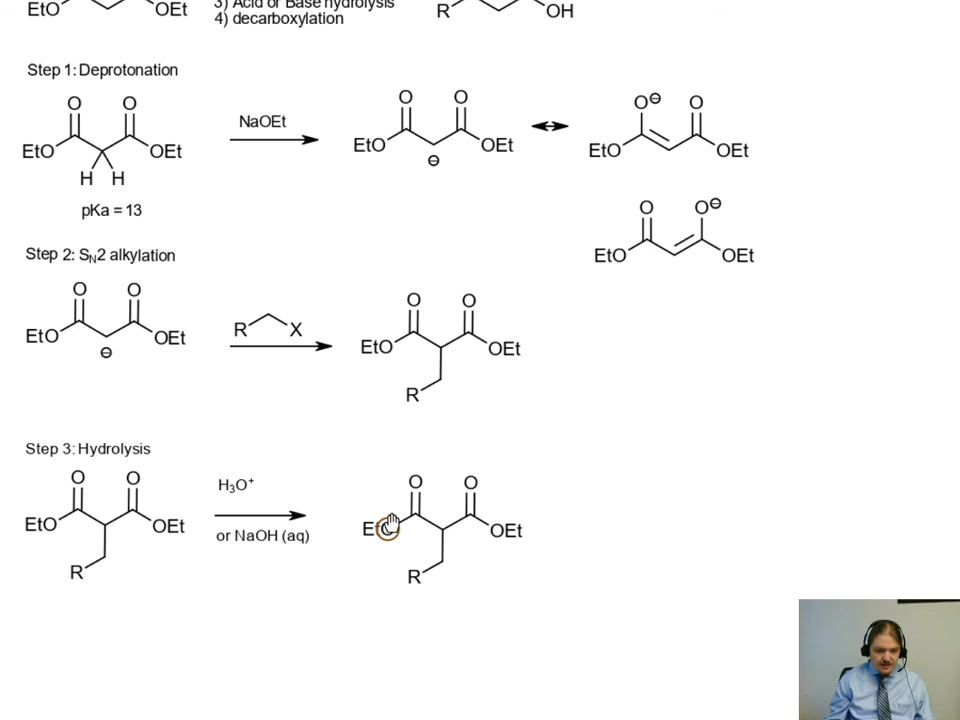 EtO OEt 3) Acid or Base hydrolysis R OH
4) decarboxylation
Step 1: Deprotonation
O O O O O⊖ O
NaOEt
EtO OEt EtO OEt EtO OEt
H H ⊖
pKa = 13
O O⊖
EtO OEt
Step 2: SN2 alkylation
O O O O
R X
EtO OEt EtO OEt
⊖
R
Step 3: Hydrolysis
O O H3O+ O O
EtO OEt or NaOH (aq) OEt
R R